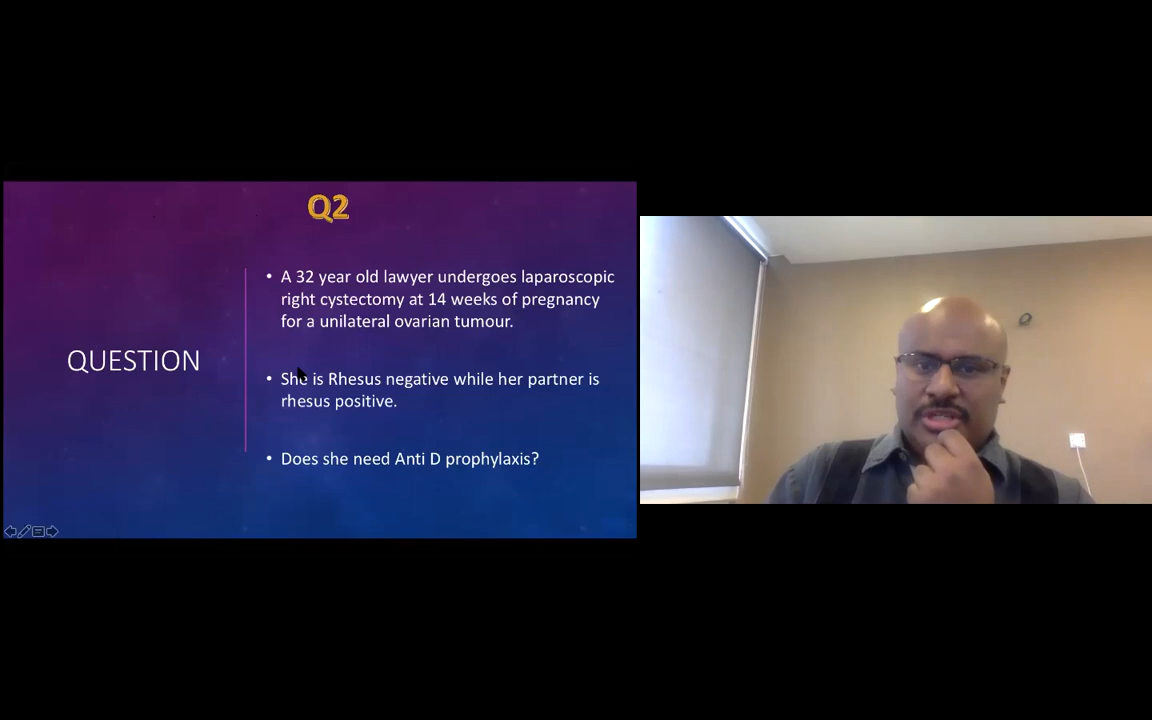 Q2
QUESTION
• A 32 year old lawyer undergoes laparoscopic
right cystectomy at 14 weeks of pregnancy
for a unilateral ovarian tumour.
• She is Rhesus negative while her partner is
rhesus positive.
• Does she need Anti D prophylaxis?